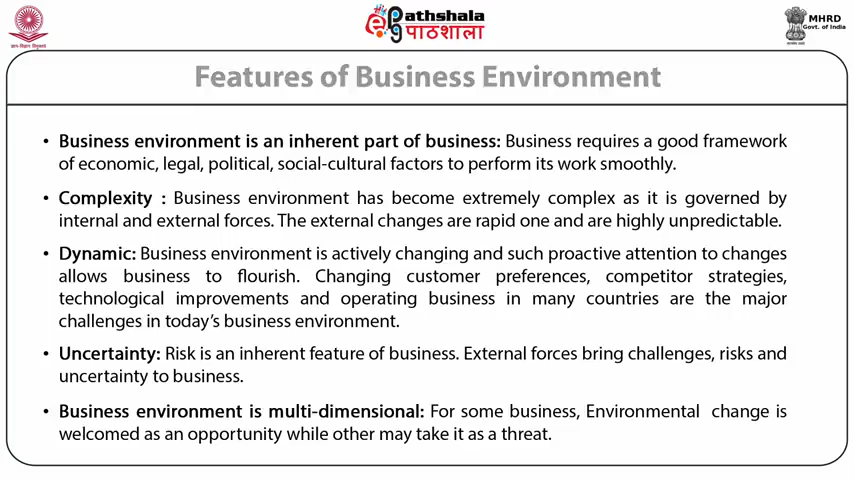 ePathshala
पाठशाला
MHRD
Govt. of India
Features of Business Environment
• Business environment is an inherent part of business: Business requires a good framework
of economic, legal, political, social-cultural factors to perform its work smoothly.
• Complexity : Business environment has become extremely complex as it is governed by
internal and external forces. The external changes are rapid one and are highly unpredictable.
• Dynamic: Business environment is actively changing and such proactive attention to changes
allows business to flourish. Changing customer preferences, competitor strategies,
technological improvements and operating business in many countries are the major
challenges in today’s business environment.
• Uncertainty: Risk is an inherent feature of business. External forces bring challenges, risks and
uncertainty to business.
• Business environment is multi-dimensional: For some business, Environmental change is
welcomed as an opportunity while other may take it as a threat.